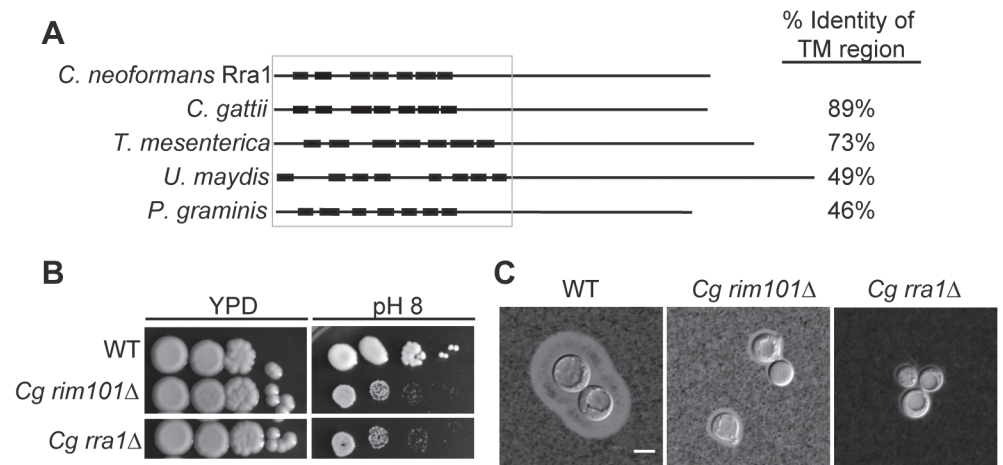 A
% Identity of
TM region
C. neoformans Rra1
C. gattii 89%
T. mesenterica 73%
U. maydis 49%
P. graminis 46%
B
YPD pH 8
WT
Cg rim101Δ
Cg rra1Δ
C
WT Cg rim101Δ Cg rra1Δ